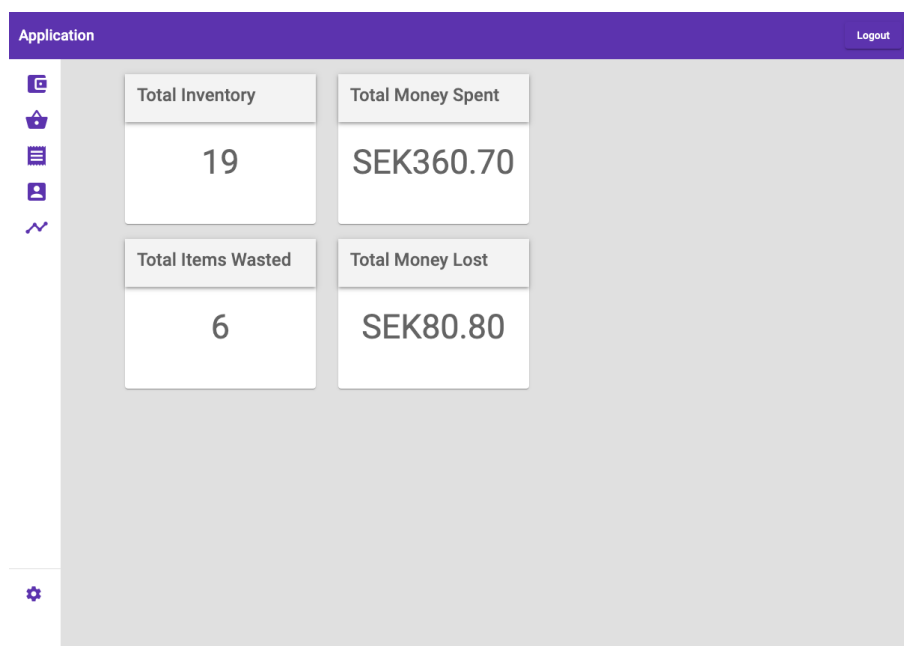 Application
Logout
Total Inventory
19
Total Money Spent
SEK360.70
Total Items Wasted
6
Total Money Lost
SEK80.80